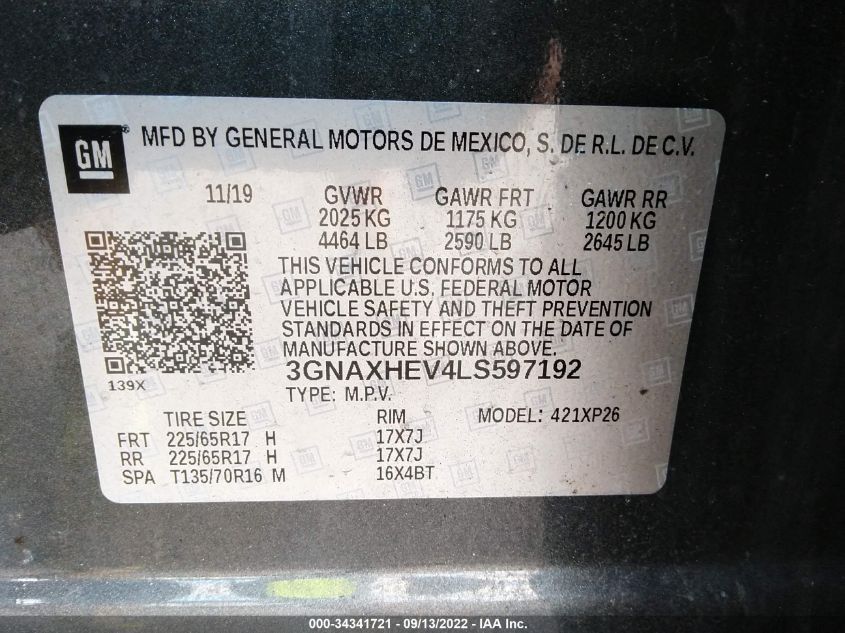 GM
MFD BY GENERAL MOTORS DE MEXICO, S. DE R.L. DE C.V.
11/19 GVWR GAWR FRT GAWR RR
2025 KG 1175 KG 1200 KG
4464 LB 2590 LB 2645 LB
THIS VEHICLE CONFORMS TO ALL
APPLICABLE U.S. FEDERAL MOTOR
VEHICLE SAFETY AND THEFT PREVENTION
STANDARDS IN EFFECT ON THE DATE OF
MANUFACTURE SHOWN ABOVE.
139X
3GNAXHEV4LS597192
TYPE: M.P.V.
TIRE SIZE RIM MODEL: 421XP26
FRT 225/65R17 H 17X7J
RR 225/65R17 H 17X7J
SPA T135/70R16 M 16X4BT
000-34341721 - 09/13/2022 - IAA Inc.